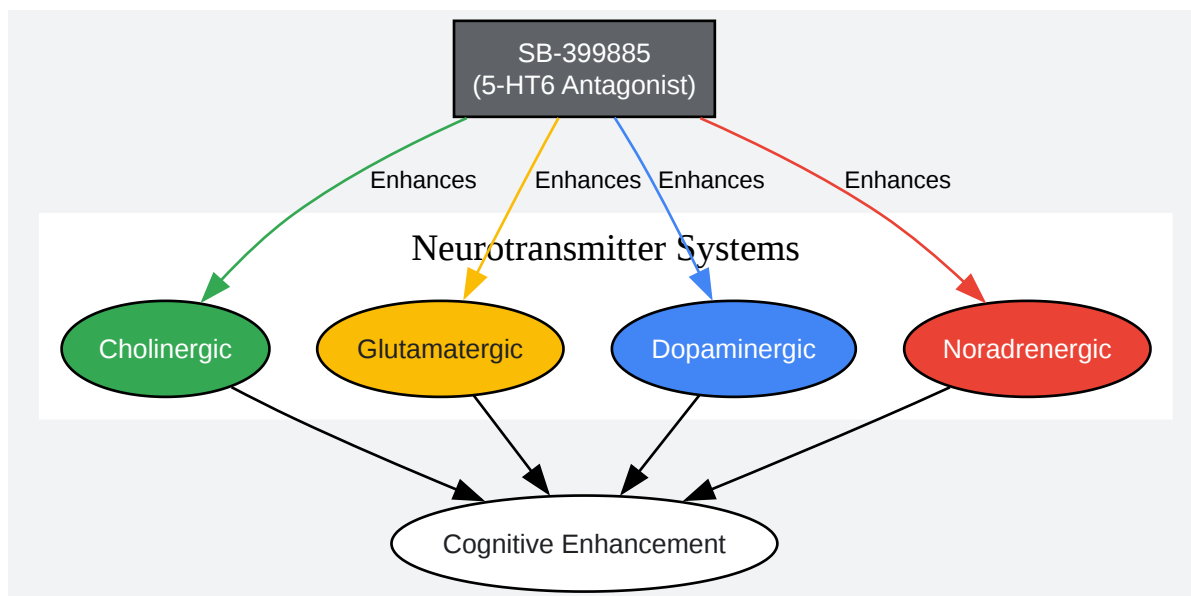 SB-399885
(5-HT6 Antagonist)
Enhances
Enhances
Enhances
Enhances
Neurotransmitter Systems
Cholinergic
Glutamatergic
Dopaminergic
Noradrenergic
Cognitive Enhancement